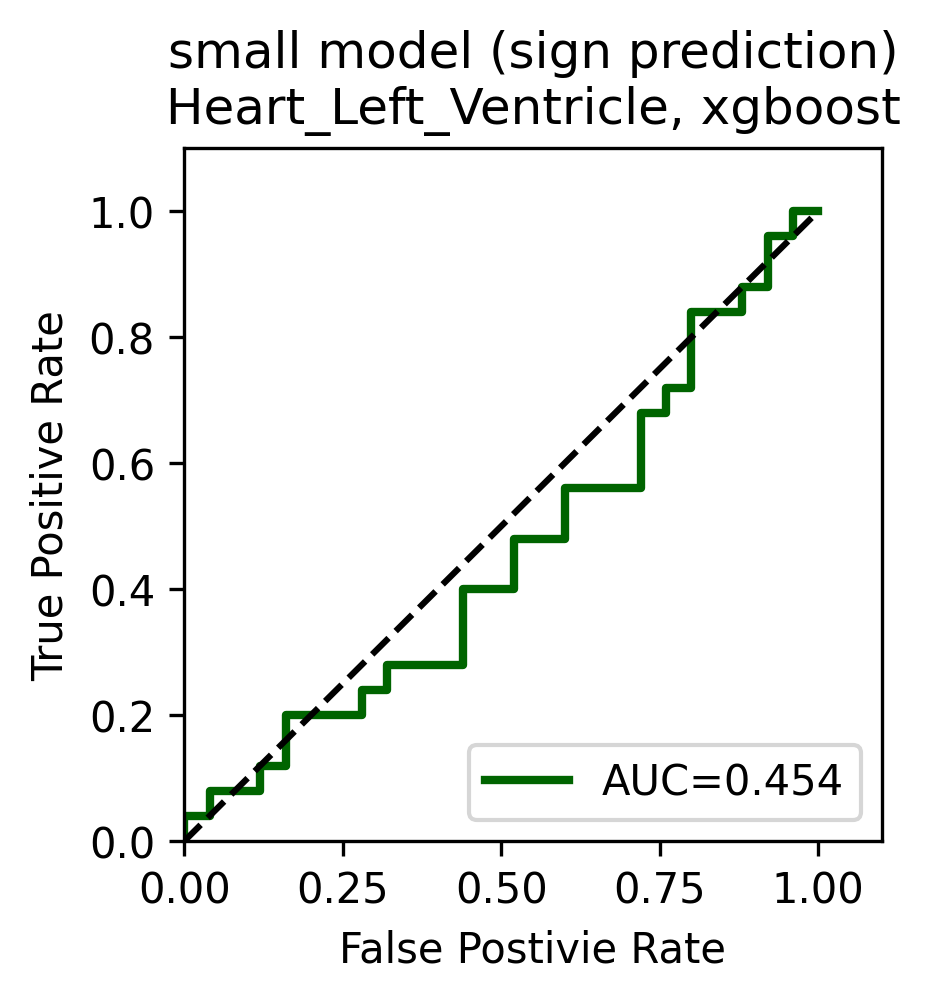 small model (sign prediction)
Heart_Left_Ventricle, xgboost
True Positive Rate
1.0
0.8
0.6
0.4
0.2
0.0
AUC=0.454
0.00 0.25 0.50 0.75 1.00
False Postivie Rate